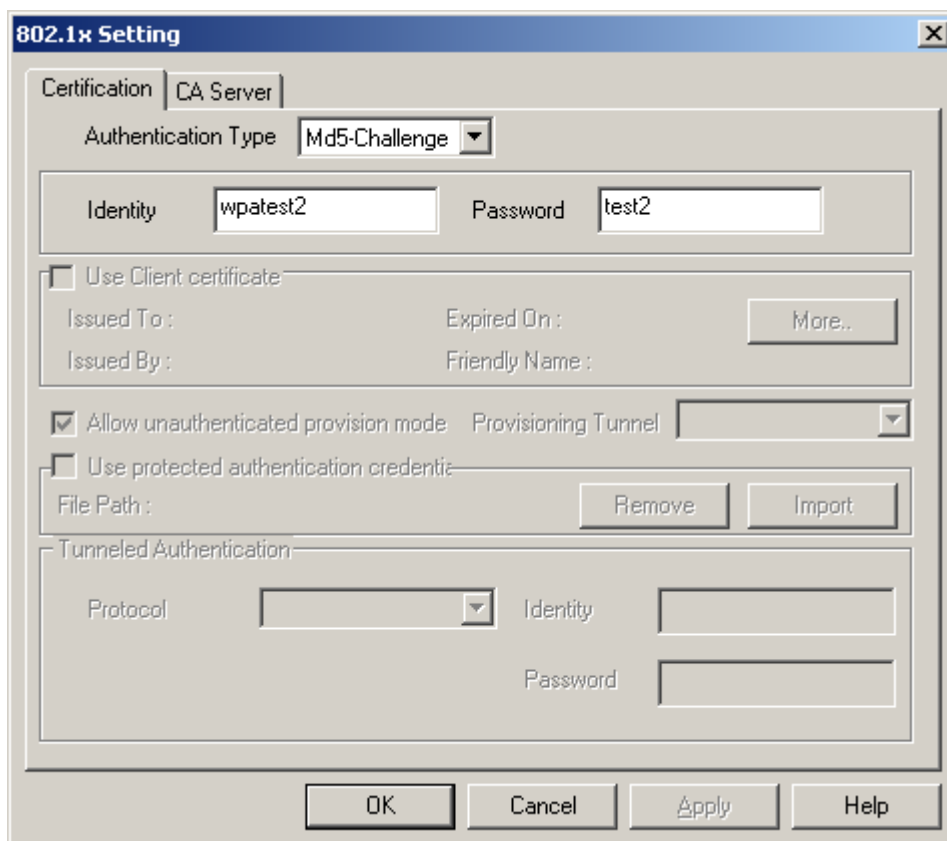 802.1x Setting
Certification CA Server
Authentication Type Md5-Challenge
Identity wpatest2 Password test2
Use Client certificate
Issued To : Expired On : More..
Issued By : Friendly Name :
Allow unauthenticated provision mode Provisioning Tunnel
Use protected authentication credentia
File Path : Remove Import
Tunneled Authentication
Protocol Identity
Password
OK Cancel Apply Help